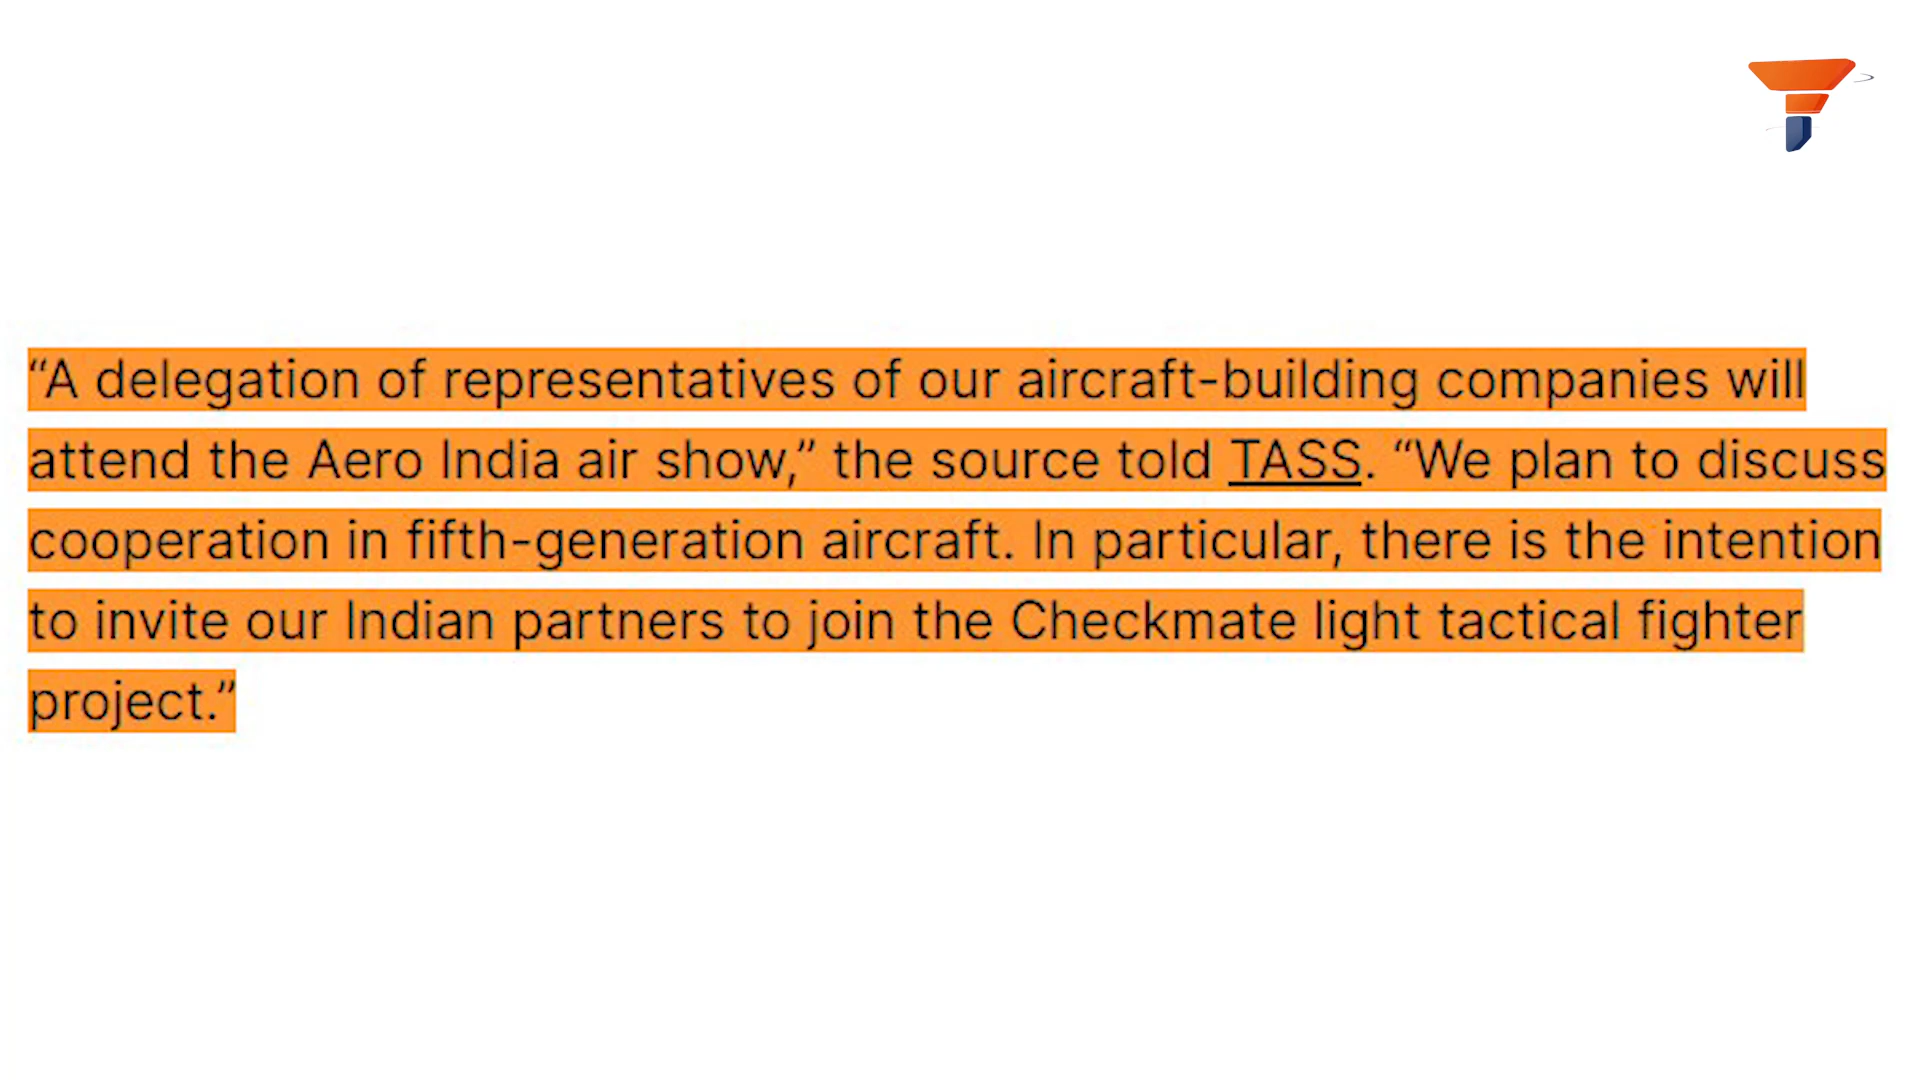 “A delegation of representatives of our aircraft-building companies will
attend the Aero India air show,” the source told TASS. “We plan to discuss
cooperation in fifth-generation aircraft. In particular, there is the intention
to invite our Indian partners to join the Checkmate light tactical fighter
project.”